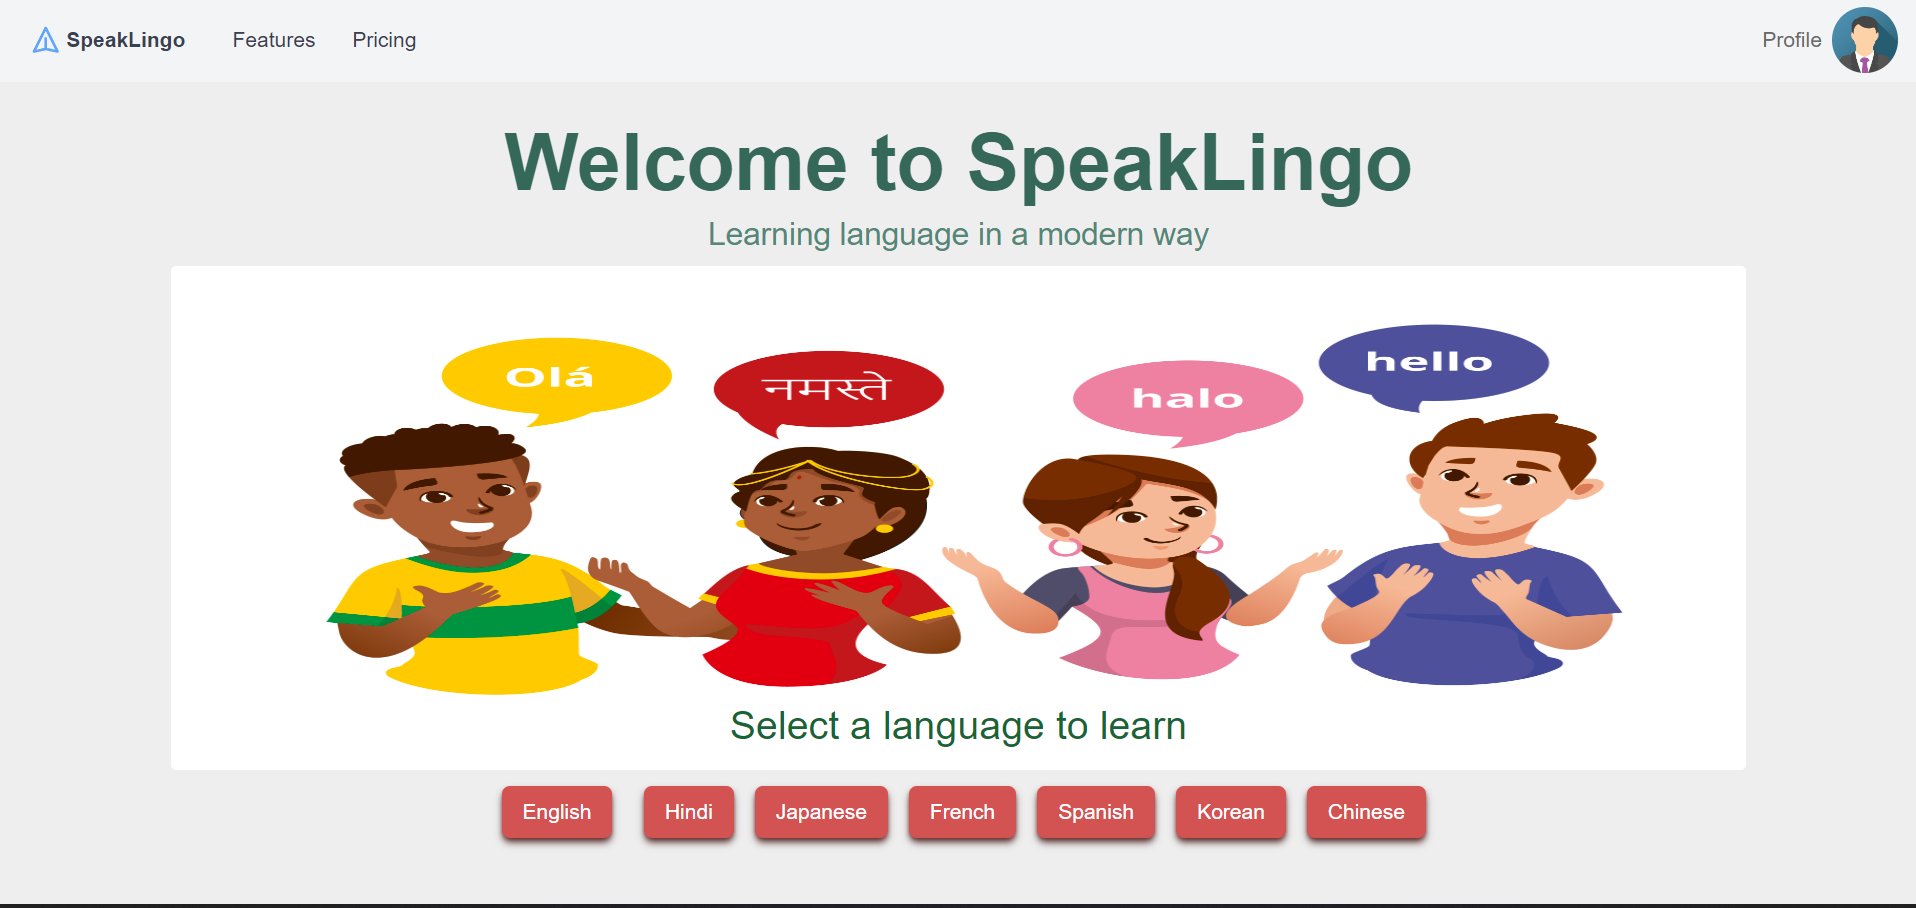 SpeakLingo Features Pricing Profile
Welcome to SpeakLingo
Learning language in a modern way
Olá
नमस्ते
halo
hello
Select a language to learn
English Hindi Japanese French Spanish Korean Chinese